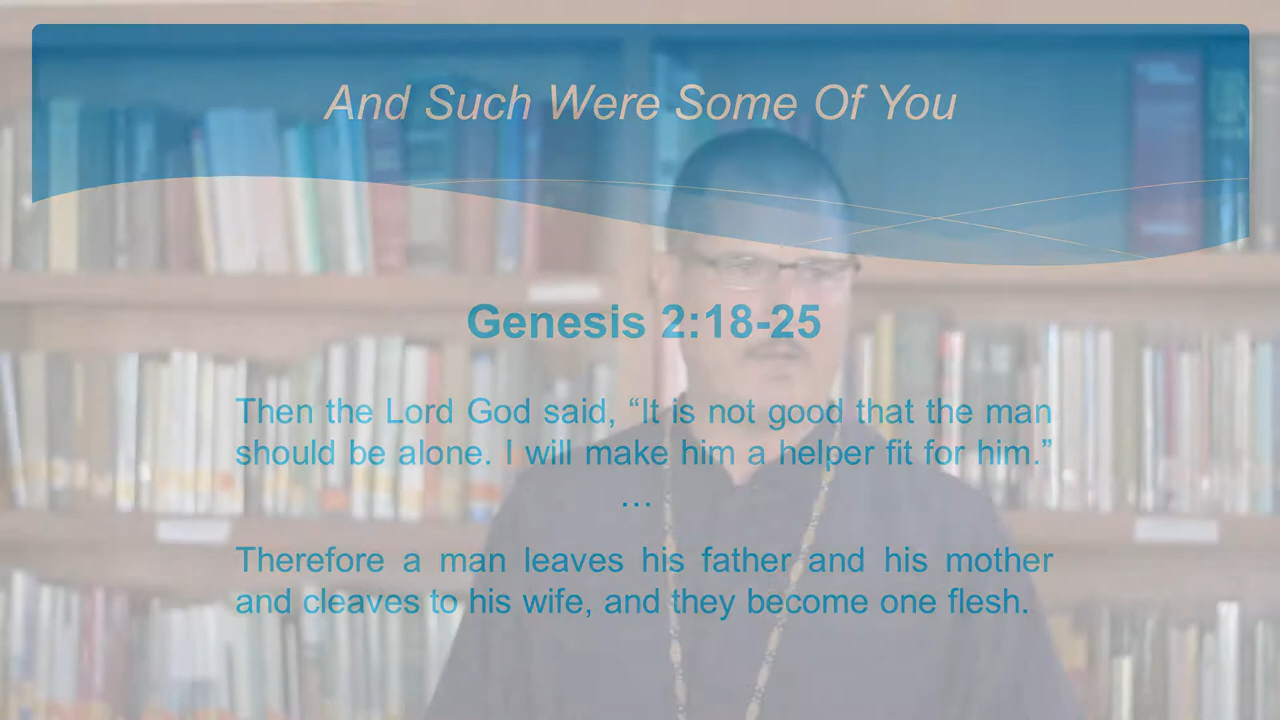 And Such Were Some Of You
Genesis 2:18-25
Then the Lord God said, “It is not good that the man
should be alone. I will make him a helper fit for him.”
…
Therefore a man leaves his father and his mother
and cleaves to his wife, and they become one flesh.